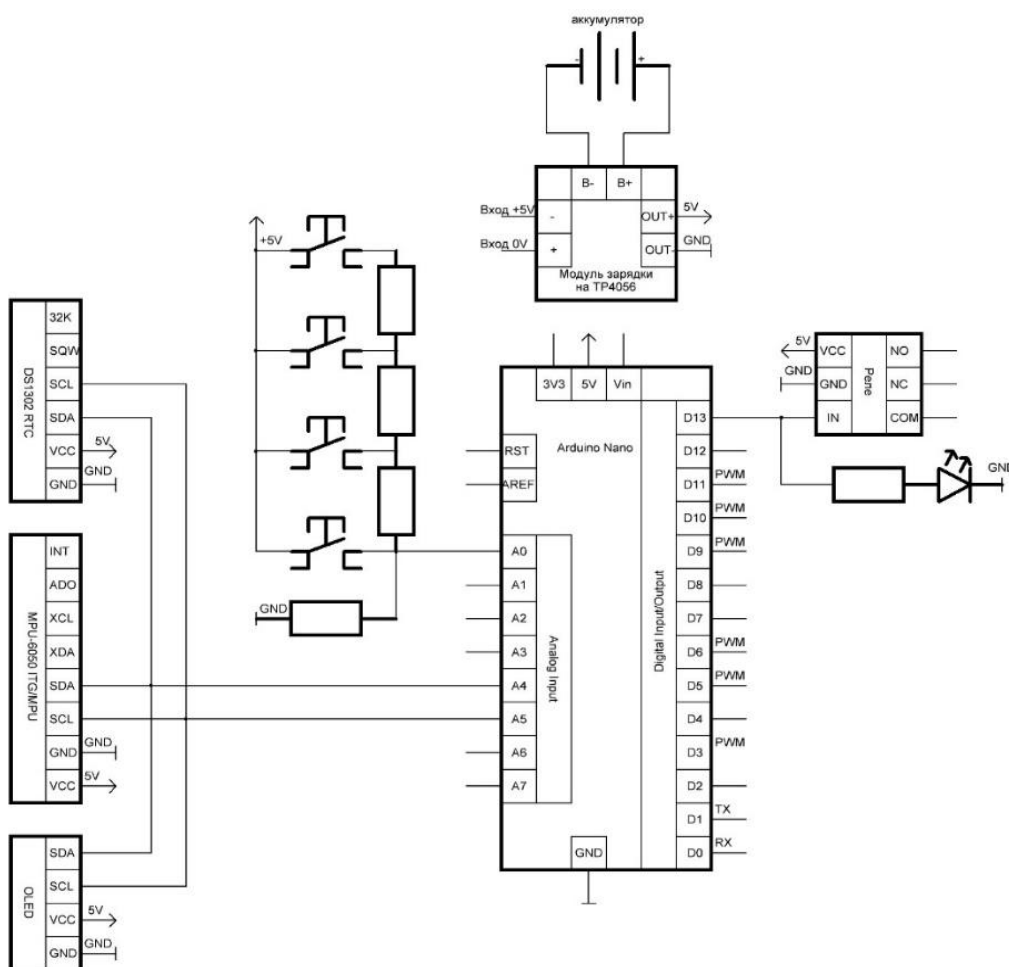 аккумулятор
- +
B- B+
Вход +5V - OUT+ 5V
Вход 0V + OUT- GND
Модуль зарядки
на TP4056
+5V
GND
DS1302 RTC
32K
SQW
SCL
SDA
VCC 5V
GND GND
MPU-6050 ITG/MPU
INT
ADO
XCL
XDA
SDA
SCL
GND GND
VCC 5V
OLED
SDA
SCL
VCC 5V
GND GND
3V3 5V Vin
Arduino Nano
RST
AREF
Analog Input
A0
A1
A2
A3
A4
A5
A6
A7
GND
Digital Input/Output
D13
D12
D11 PWM
D10 PWM
D9 PWM
D8
D7
D6 PWM
D5 PWM
D4
D3 PWM
D2
D1 TX
D0 RX
5V VCC NO
GND GND NC
IN COM
Реле
GND